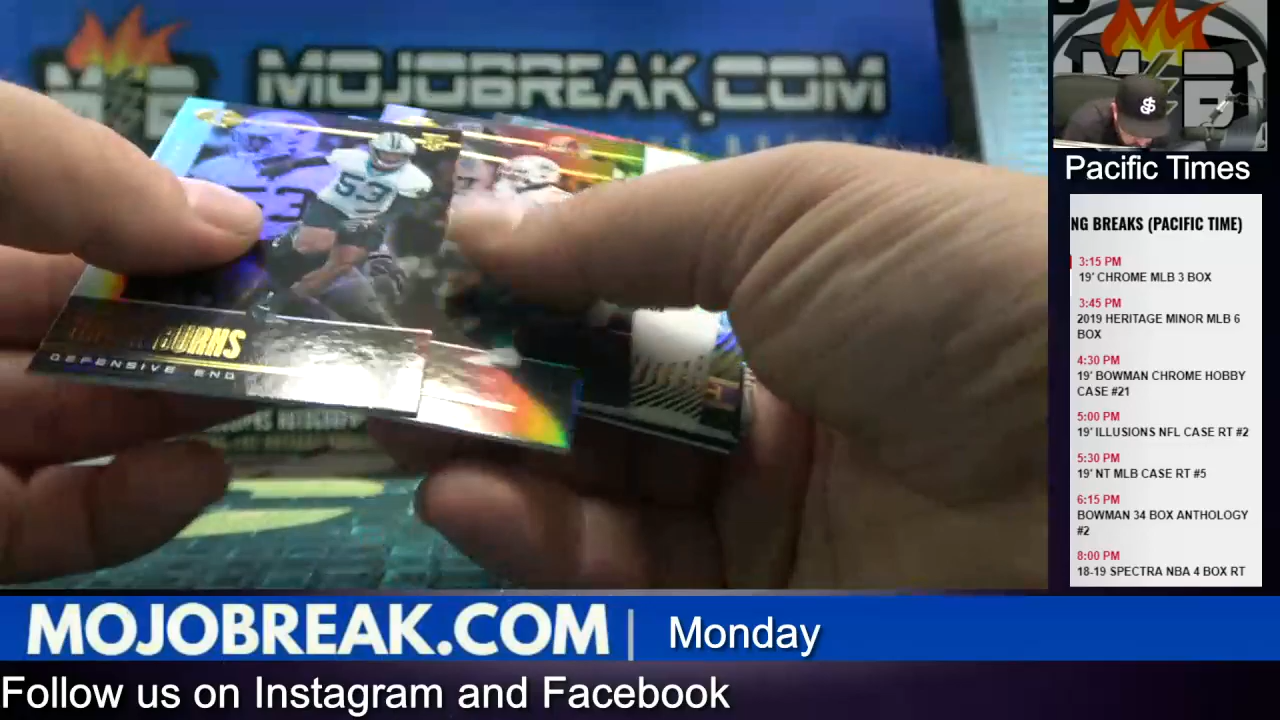 MOJOBREAK.COM
53
BURNS
DEFENSIVE END
Pacific Times
NG BREAKS (PACIFIC TIME)
3:15 PM
19' CHROME MLB 3 BOX
3:45 PM
2019 HERITAGE MINOR MLB 6
BOX
4:30 PM
19' BOWMAN CHROME HOBBY
CASE #21
5:00 PM
19' ILLUSIONS NFL CASE RT #2
5:30 PM
19' NT MLB CASE RT #5
6:15 PM
BOWMAN 34 BOX ANTHOLOGY
#2
8:00 PM
18-19 SPECTRA NBA 4 BOX RT
MOJOBREAK.COM | Monday
Follow us on Instagram and Facebook